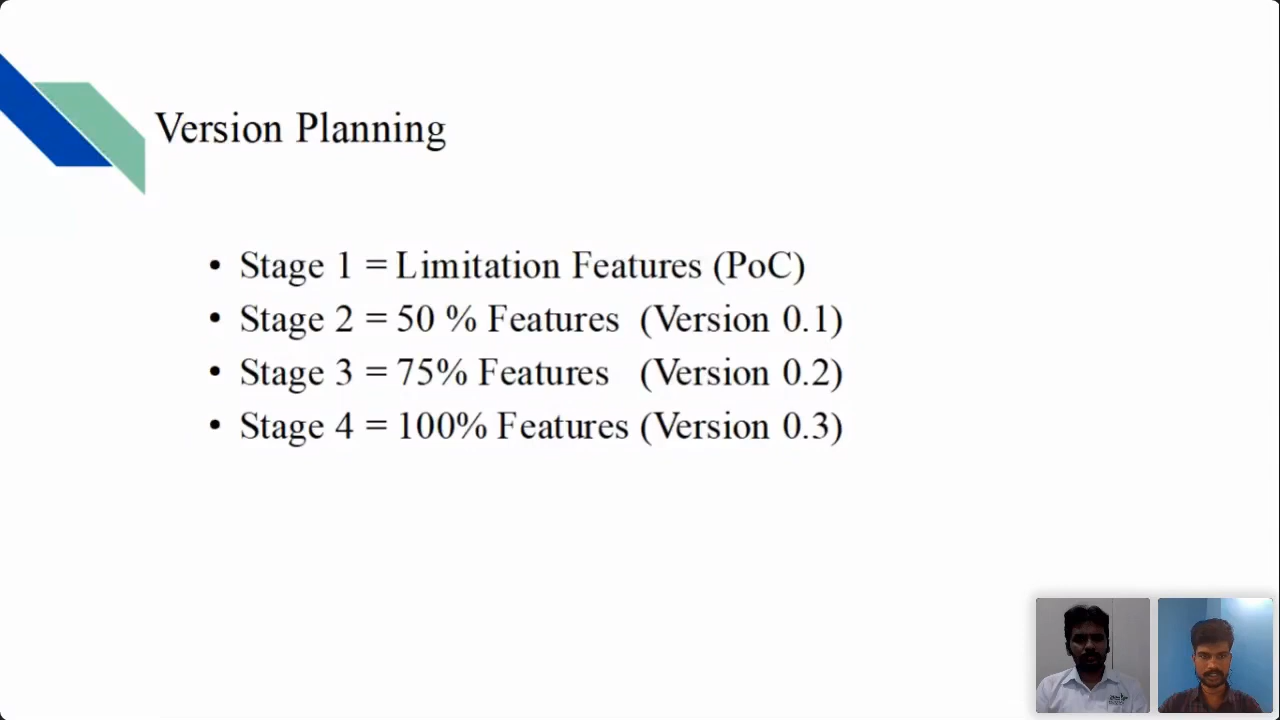 Version Planning
• Stage 1 = Limitation Features (PoC)
• Stage 2 = 50 % Features (Version 0.1)
• Stage 3 = 75% Features (Version 0.2)
• Stage 4 = 100% Features (Version 0.3)